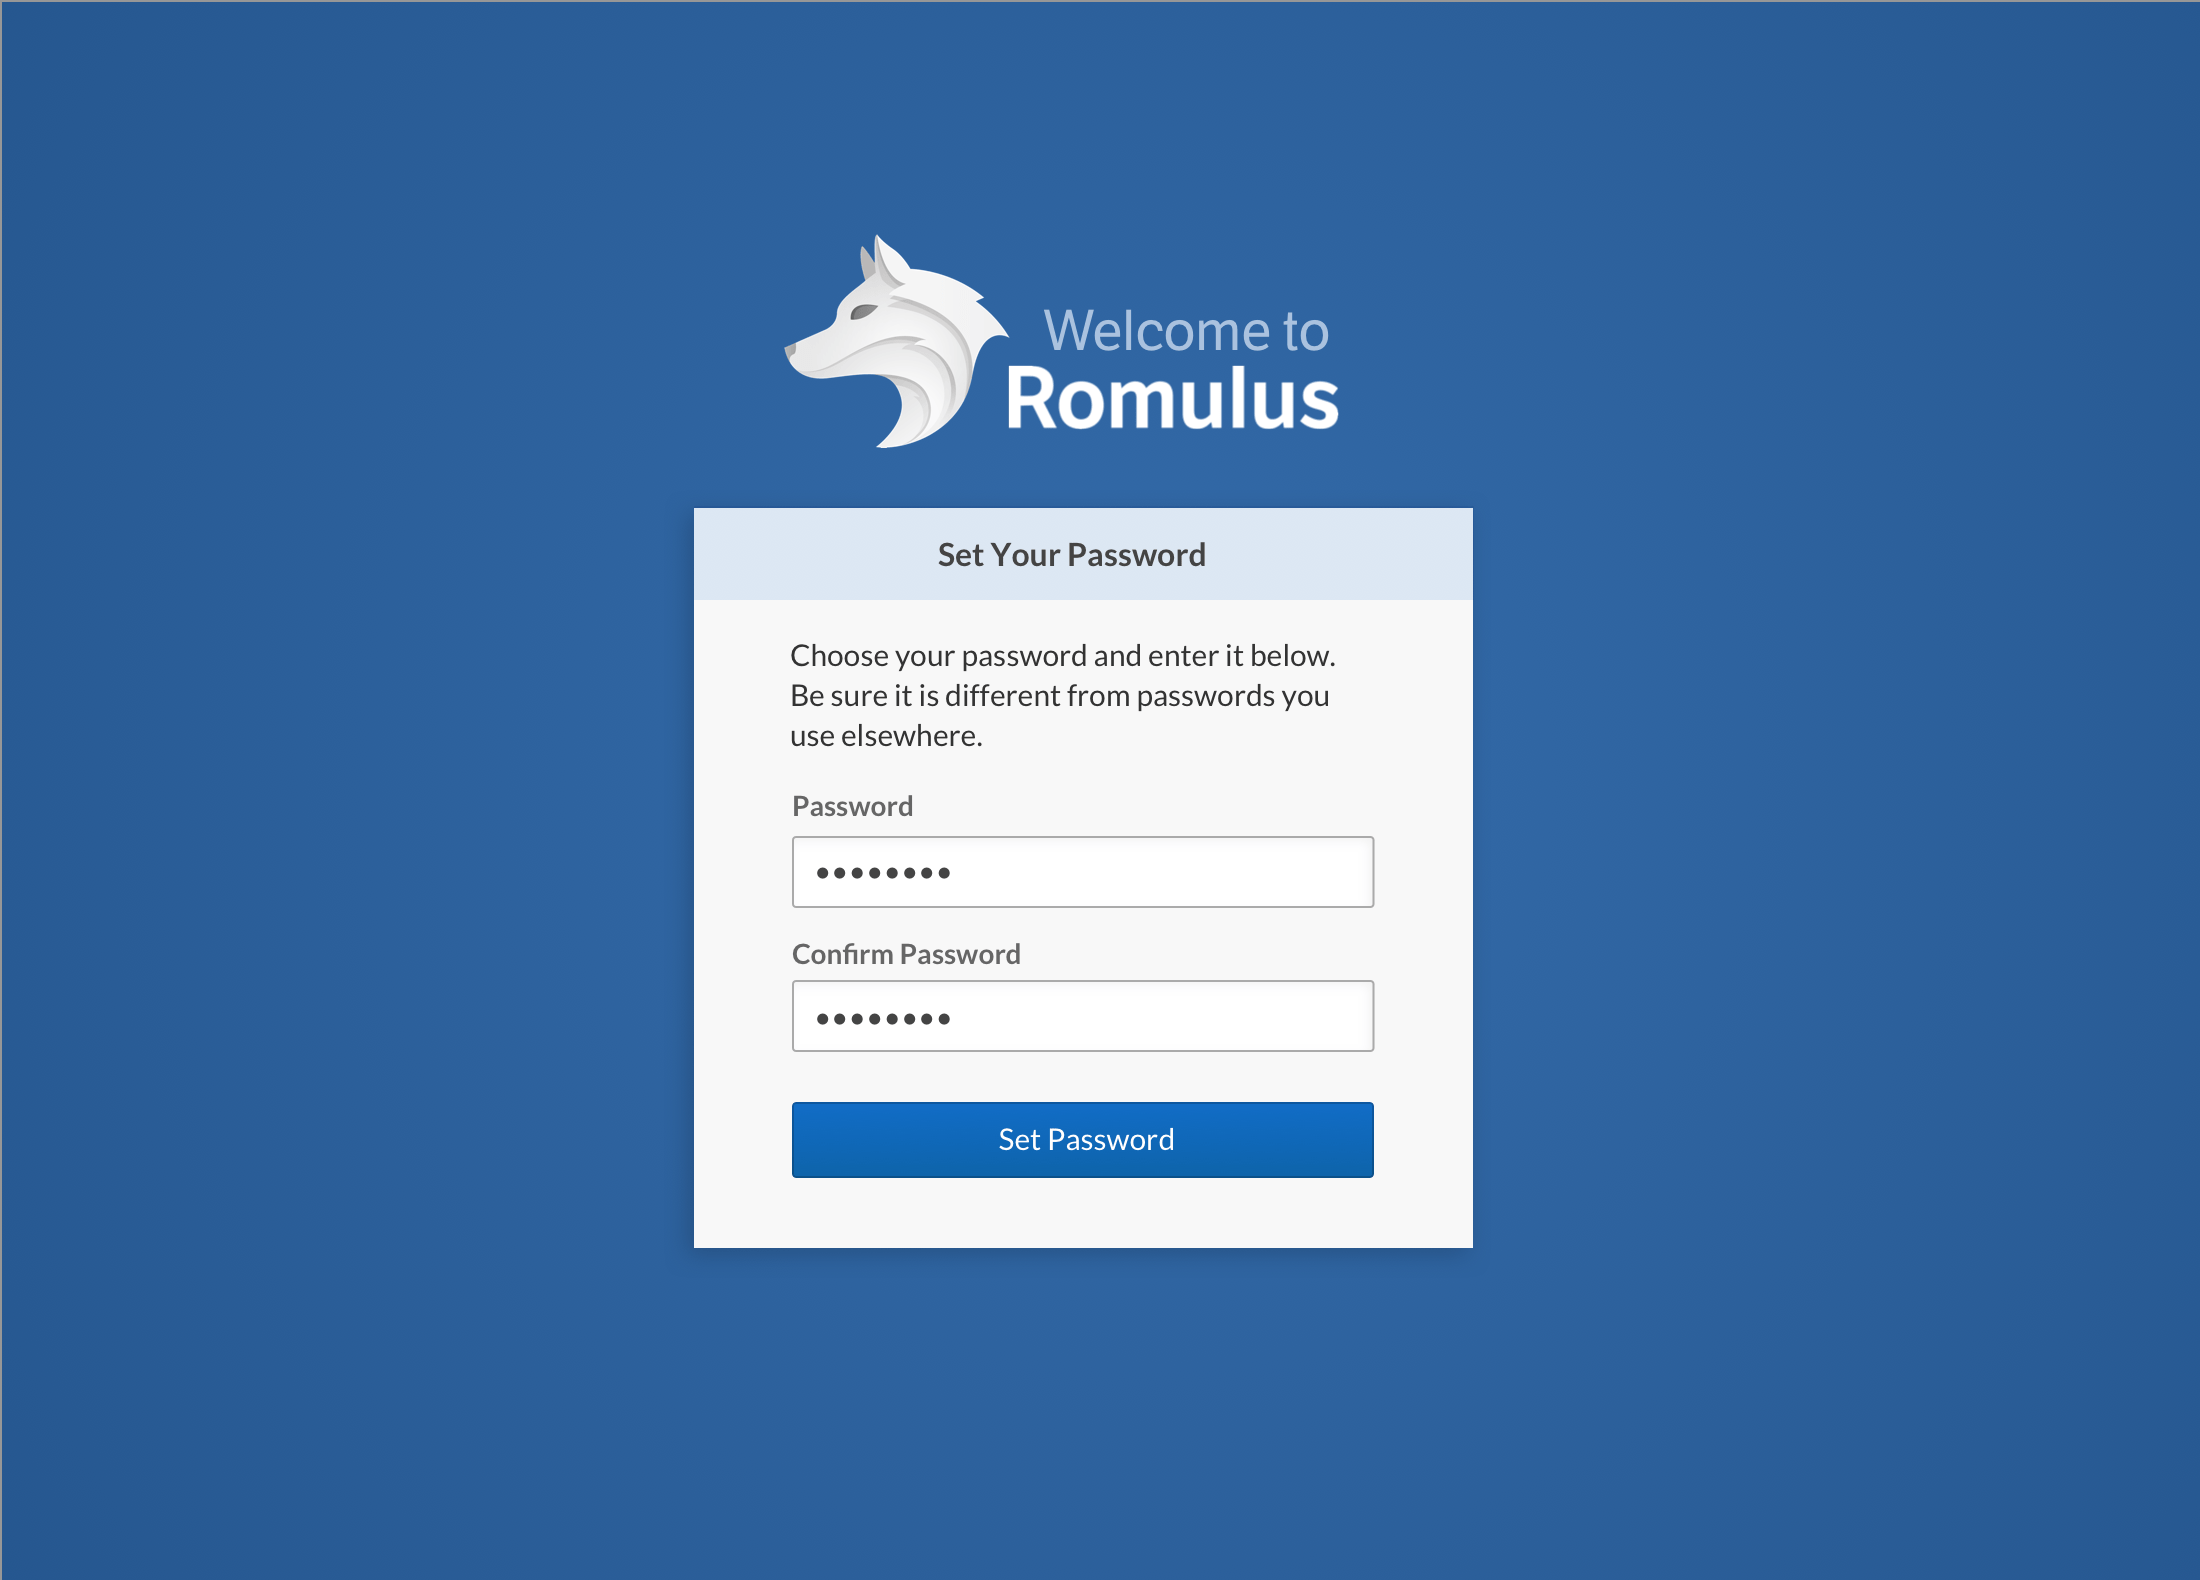 Welcome to
Romulus
Set Your Password
Choose your password and enter it below.
Be sure it is different from passwords you
use elsewhere.
Password
••••••••
Confirm Password
••••••••
Set Password